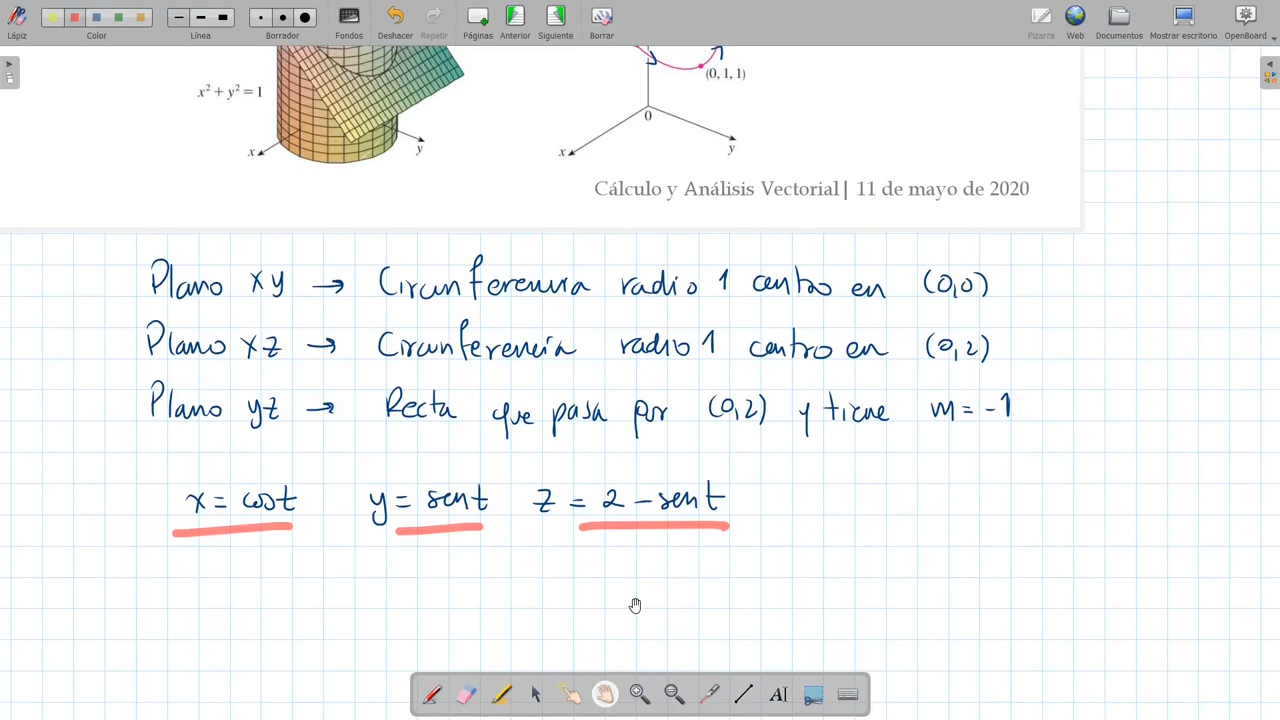 Lápiz Color Línea Borrador Fondos Deshacer Repetir Páginas Anterior Siguiente Borrar Pizarra Web Documentos Mostrar escritorio OpenBoard
x² + y² = 1
x
y
(0, 1, 1)
0
x
y
Cálculo y Análisis Vectorial| 11 de mayo de 2020
Plano xy → Circunferencia radio 1 centro en (0,0)
Plano xz → Circunferencia radio 1 centro en (0,2)
Plano yz → Recta que pasa por (0,2) y tiene m = -1
x = cost y = sent z = 2 - sent
AI